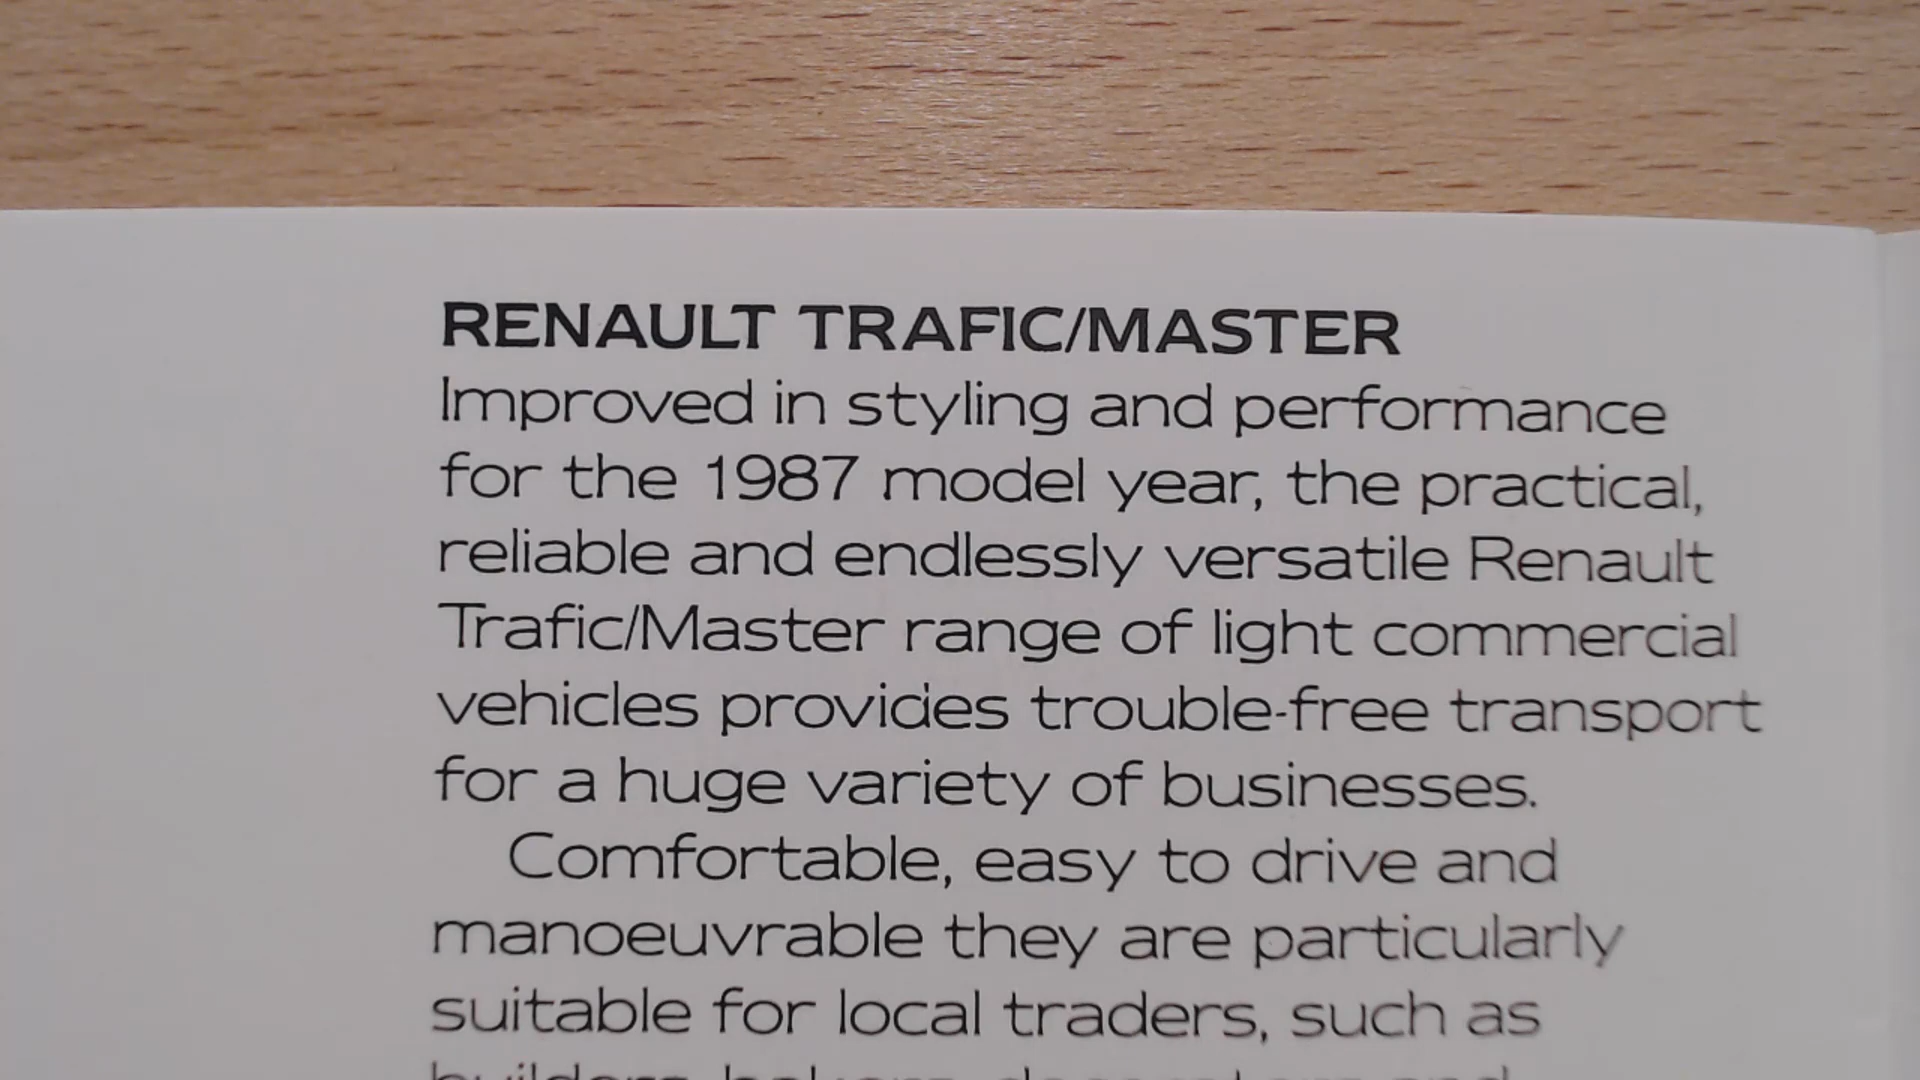 RENAULT TRAFIC/MASTER
Improved in styling and performance
for the 1987 model year, the practical,
reliable and endlessly versatile Renault
Trafic/Master range of light commercial
vehicles provides trouble-free transport
for a huge variety of businesses.
Comfortable, easy to drive and
manoeuvrable they are particularly
suitable for local traders, such as